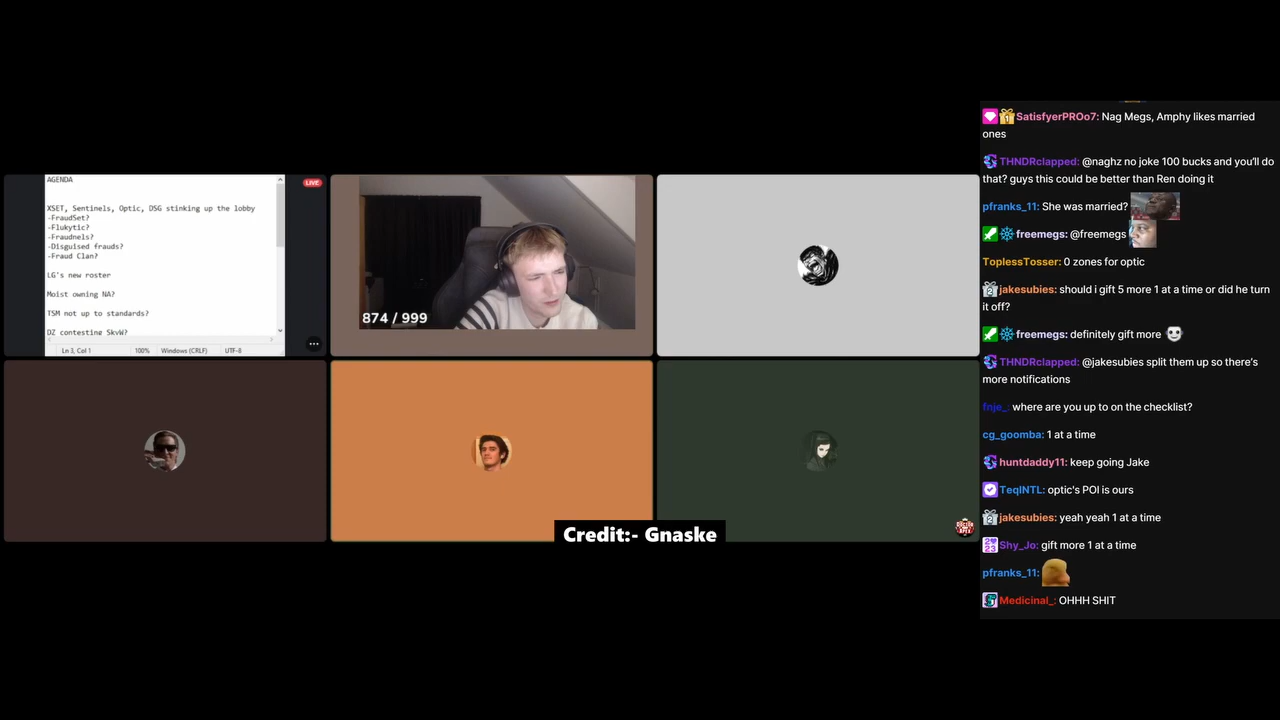 AGENDA
XSET, Sentinels, Optic, DSG stinking up the lobby
-FraudSet?
-Flukytic?
-Fraudnels?
-Disguised frauds?
-Fraud Clan?
LG's new roster
Moist owning NA?
TSM not up to standards?
DZ contesting SkyW?
Ln 3, Col 1 100% Windows (CRLF) UTF-8
LIVE
874 / 999
Credit:- Gnaske
SatisfyerPROo7: Nag Megs, Amphy likes married
ones
THNDRclapped: @naghz no joke 100 bucks and you'll do
that? guys this could be better than Ren doing it
pfranks_11: She was married?
freemegs: @freemegs
ToplessTosser: 0 zones for optic
jakesubies: should i gift 5 more 1 at a time or did he turn
it off?
freemegs: definitely gift more
THNDRclapped: @jakesubies split them up so there's
more notifications
fnje_: where are you up to on the checklist?
cg_goomba: 1 at a time
huntdaddy11: keep going Jake
TeqINTL: optic's POI is ours
jakesubies: yeah yeah 1 at a time
Shy_Jo: gift more 1 at a time
pfranks_11:
Medicinal_: OHHH SHIT